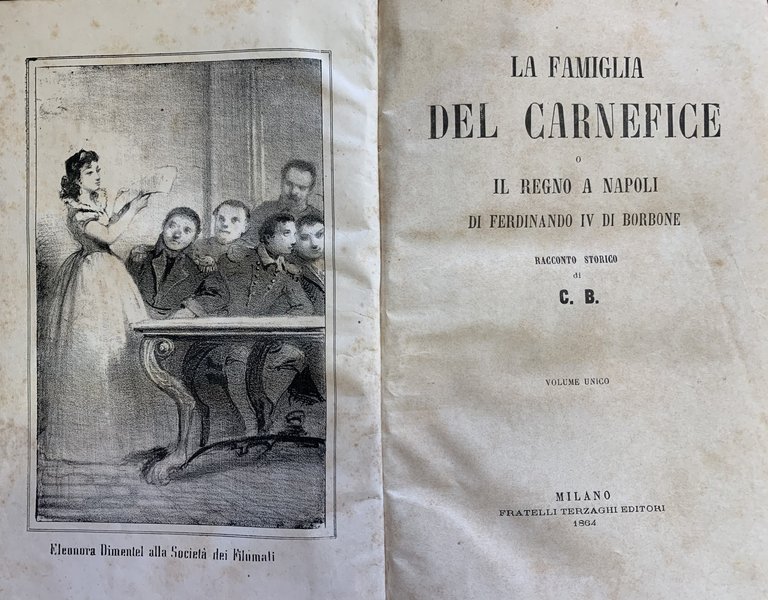 Eleonora Dimentel alla Società dei Filomati
LA FAMIGLIA
DEL CARNEFICE
O
IL REGNO A NAPOLI
DI FERDINANDO IV DI BORBONE
RACCONTO STORICO
di
C. B.
VOLUME UNICO
MILANO
FRATELLI TERZAGHI EDITORI
1864